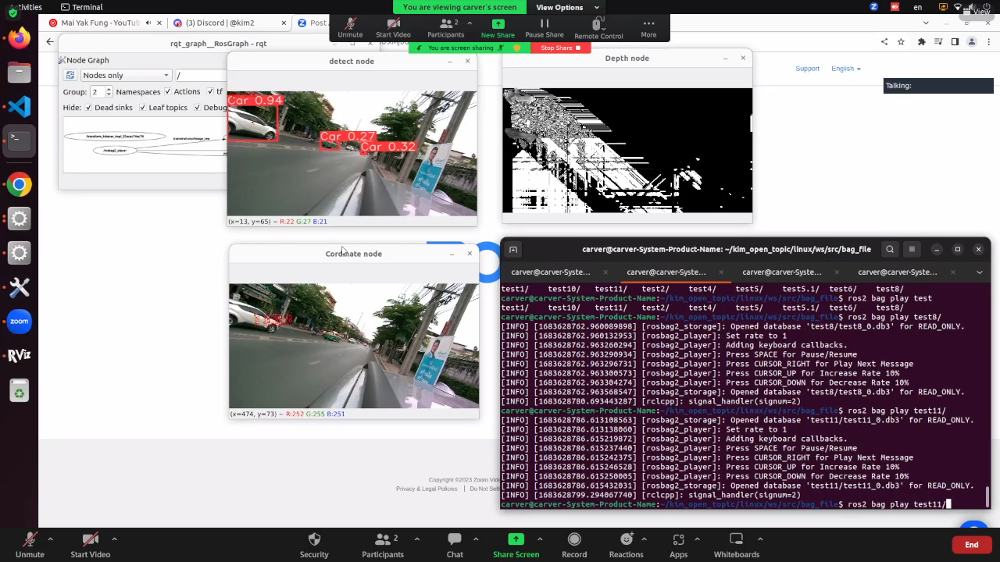 Activities
Terminal
You are viewing carver's screen
View Options
en
View
Mai Yak Fung - YouTub
(3) Discord | @kim2
Post
Unmute
Start Video
Participants
2
New Share
Pause Share
Remote Control
More
You are screen sharing
Stop Share
rqt_graph__RosGraph - rqt
Node Graph
Nodes only
/
Group: 2 Namespaces Actions tf
Hide: Dead sinks Leaf topics Debug
/rosbag2_player
detect node
Car 0.94
Car 0.27
Car 0.32
(x=13, y=65) ~ R:22 G:27 B:21
Depth node
Support
English
Talking:
Cordinate node
(x=474, y=73) ~ R:252 G:255 B:251
Copyright ©2023 Zoom Vide
Privacy & Legal Policies
Do Not Sell
carver@carver-System-Product-Name: ~/kim_open_topic/linux/ws/src/bag_file
carver@carver-Syste...
carver@carver-Syste...
carver@carver-Syste...
carver@carver-Syste...
test1/ test10/ test11/ test2/ test4/ test5/ test5.1/ test6/ test8/
carver@carver-System-Product-Name:~/kim_open_topic/linux/ws/src/bag_file$ ros2 bag play test
test1/ test10/ test11/ test2/ test4/ test5/ test5.1/ test6/ test8/
carver@carver-System-Product-Name:~/kim_open_topic/linux/ws/src/bag_file$ ros2 bag play test8/
[INFO] [1683628762.960089898] [rosbag2_storage]: Opened database 'test8/test8_0.db3' for READ_ONLY.
[INFO] [1683628762.960132953] [rosbag2_player]: Set rate to 1
[INFO] [1683628762.963260294] [rosbag2_player]: Adding keyboard callbacks.
[INFO] [1683628762.963290934] [rosbag2_player]: Press SPACE for Pause/Resume
[INFO] [1683628762.963296731] [rosbag2_player]: Press CURSOR_RIGHT for Play Next Message
[INFO] [1683628762.963300573] [rosbag2_player]: Press CURSOR_UP for Increase Rate 10%
[INFO] [1683628762.963304274] [rosbag2_player]: Press CURSOR_DOWN for Decrease Rate 10%
[INFO] [1683628762.963568547] [rosbag2_storage]: Opened database 'test8/test8_0.db3' for READ_ONLY.
[INFO] [1683628780.693443287] [rclcpp]: signal_handler(signum=2)
carver@carver-System-Product-Name:~/kim_open_topic/linux/ws/src/bag_file$ ros2 bag play test11/
[INFO] [1683628786.613108563] [rosbag2_storage]: Opened database 'test11/test11_0.db3' for READ_ONLY.
[INFO] [1683628786.613138060] [rosbag2_player]: Set rate to 1
[INFO] [1683628786.615219872] [rosbag2_player]: Adding keyboard callbacks.
[INFO] [1683628786.615237440] [rosbag2_player]: Press SPACE for Pause/Resume
[INFO] [1683628786.615242375] [rosbag2_player]: Press CURSOR_RIGHT for Play Next Message
[INFO] [1683628786.615246528] [rosbag2_player]: Press CURSOR_UP for Increase Rate 10%
[INFO] [1683628786.615250005] [rosbag2_player]: Press CURSOR_DOWN for Decrease Rate 10%
[INFO] [1683628786.615432031] [rosbag2_storage]: Opened database 'test11/test11_0.db3' for READ_ONLY.
[INFO] [1683628799.294067740] [rclcpp]: signal_handler(signum=2)
carver@carver-System-Product-Name:~/kim_open_topic/linux/ws/src/bag_file$ ros2 bag play test11/
zoom
RViz
Unmute
Start Video
Security
Participants
2
Chat
Share Screen
Record
Reactions
Apps
Whiteboards
End